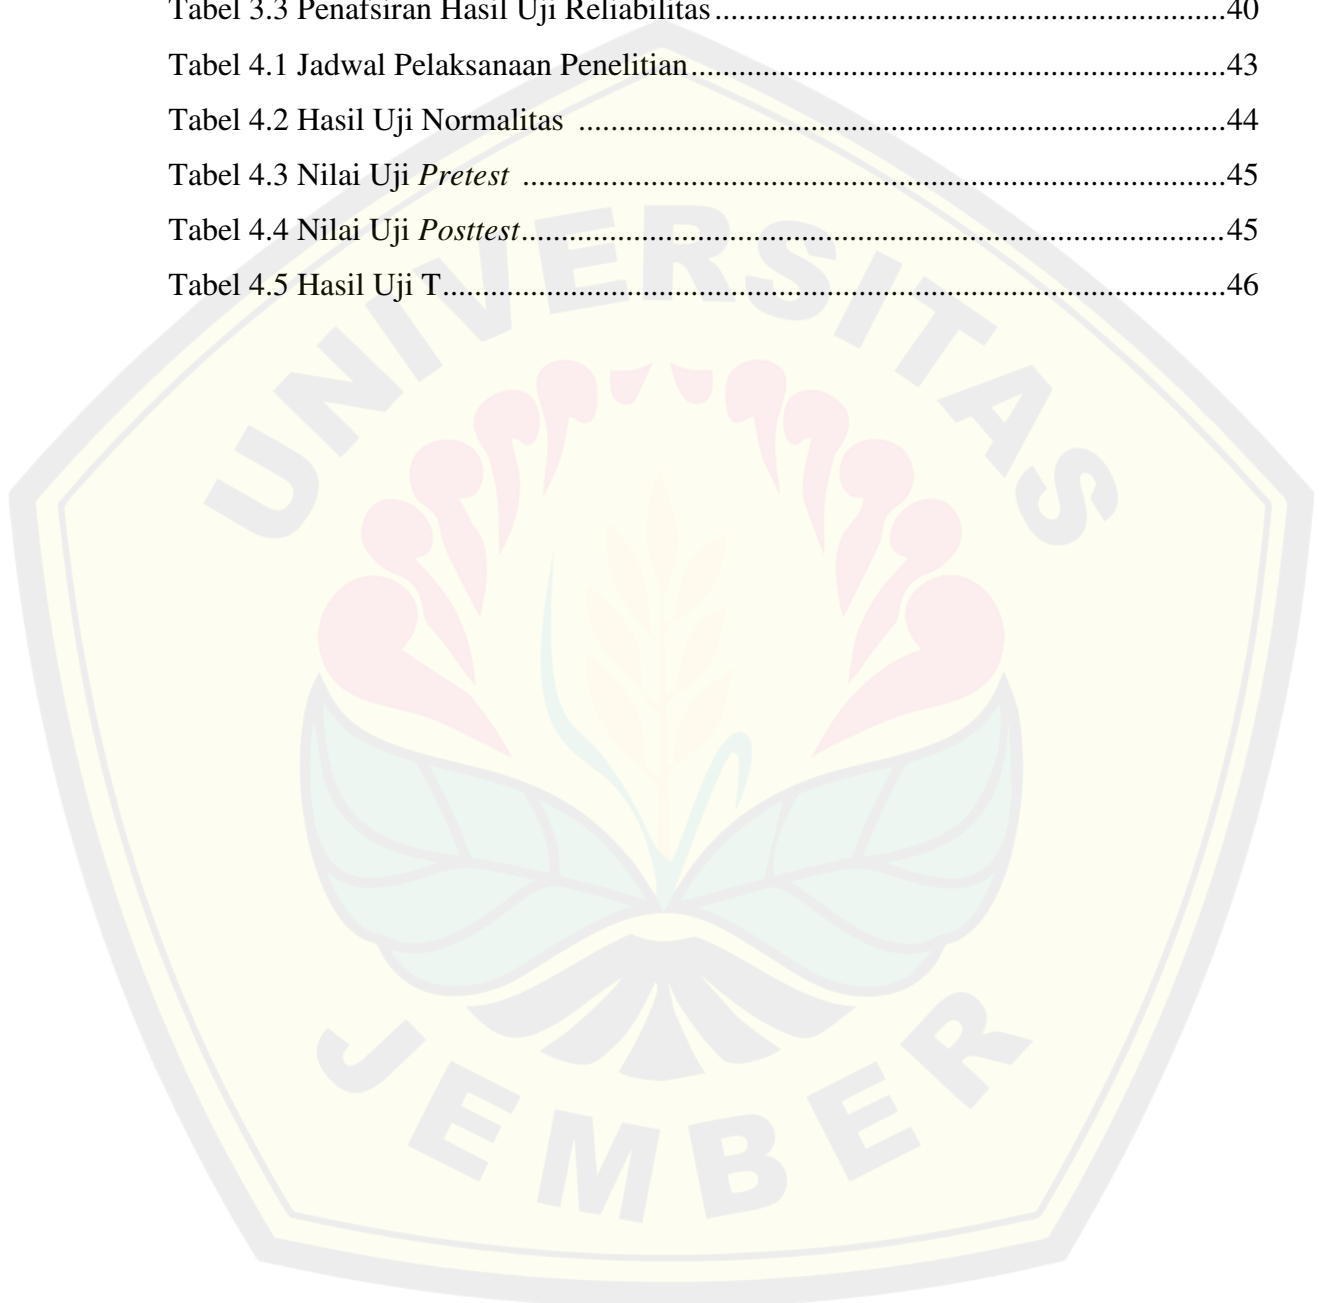 Tabel 3.3 Penafsiran Hasil Uji Reliabilitas....................................................................40
Tabel 4.1 Jadwal Pelaksanaan Penelitian.......................................................................43
Tabel 4.2 Hasil Uji Normalitas .....................................................................................44
Tabel 4.3 Nilai Uji Pretest ............................................................................................45
Tabel 4.4 Nilai Uji Posttest............................................................................................45
Tabel 4.5 Hasil Uji T......................................................................................................46
UNIVERSITAS
JEMBER